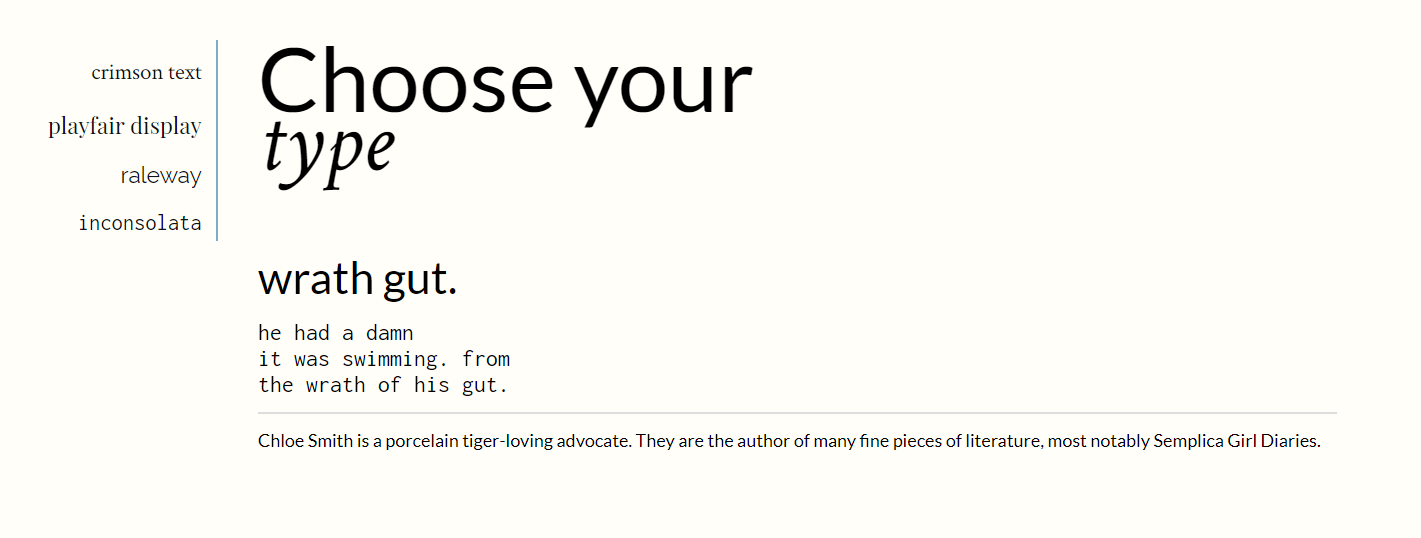 crimson text
playfair display
raleway
inconsolata
Choose your
type
wrath gut.
he had a damn
it was swimming. from
the wrath of his gut.
Chloe Smith is a porcelain tiger-loving advocate. They are the author of many fine pieces of literature, most notably Semplica Girl Diaries.